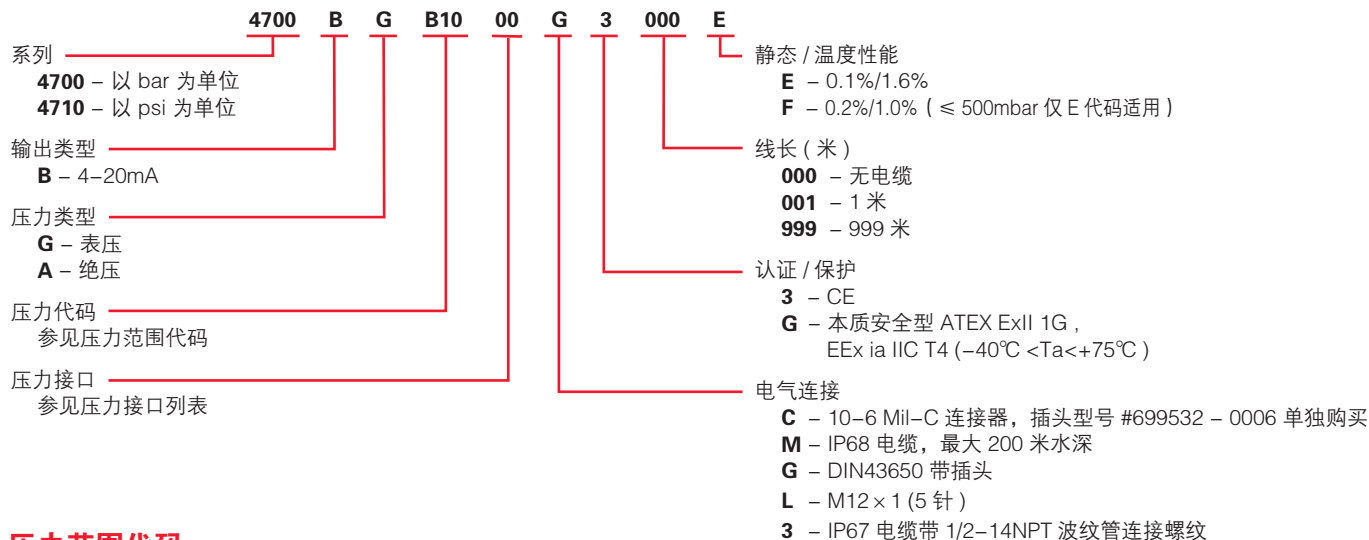 4700 B G B10 00 G 3 000 E
系列
4700 – 以 bar 为单位
4710 – 以 psi 为单位
输出类型
B – 4–20mA
压力类型
G – 表压
A – 绝压
压力代码
参见压力范围代码
压力接口
参见压力接口列表
静态 / 温度性能
E – 0.1%/1.6%
F – 0.2%/1.0%（ ≤ 500mbar 仅 E 代码适用 ）
线长 ( 米 )
000 – 无电缆
001 – 1 米
999 – 999 米
认证 / 保护
3 – CE
G – 本质安全型 ATEX ExII 1G ,
EEx ia IIC T4 (–40℃ <Ta<+75℃ )
电气连接
C – 10–6 Mil–C 连接器，插头型号 #699532 – 0006 单独购买
M – IP68 电缆，最大 200 米水深
G – DIN43650 带插头
L – M12 × 1 (5 针 )
3 – IP67 电缆带 1/2–14NPT 波纹管连接螺纹
压力范围代码